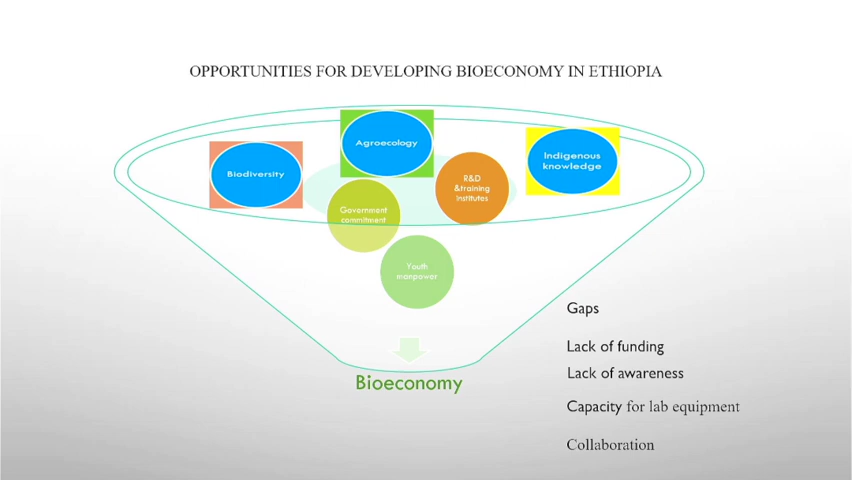 OPPORTUNITIES FOR DEVELOPING BIOECONOMY IN ETHIOPIA
Biodiversity
Agroecology
Indigenous
knowledge
R&D
&training
institutes
Government
commitment
Youth
manpower
Bioeconomy
Gaps
Lack of funding
Lack of awareness
Capacity for lab equipment
Collaboration